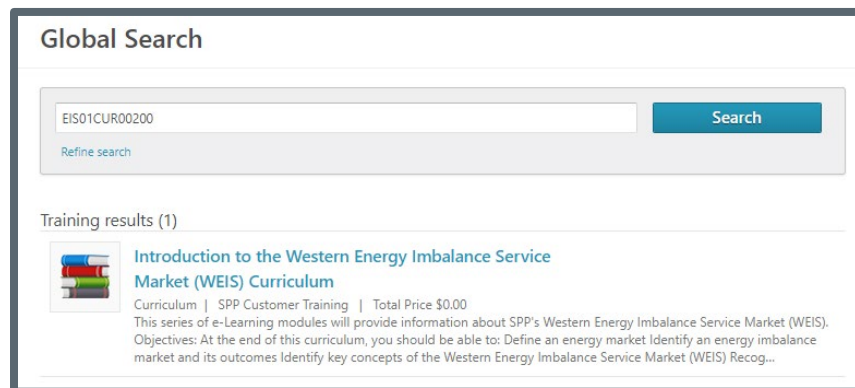 Global Search
EIS01CUR00200
Search
Refine search
Training results (1)
Introduction to the Western Energy Imbalance Service
Market (WEIS) Curriculum
Curriculum | SPP Customer Training | Total Price $0.00
This series of e-Learning modules will provide information about SPP's Western Energy Imbalance Service Market (WEIS).
Objectives: At the end of this curriculum, you should be able to: Define an energy market Identify an energy imbalance
market and its outcomes Identify key concepts of the Western Energy Imbalance Service Market (WEIS) Recog...